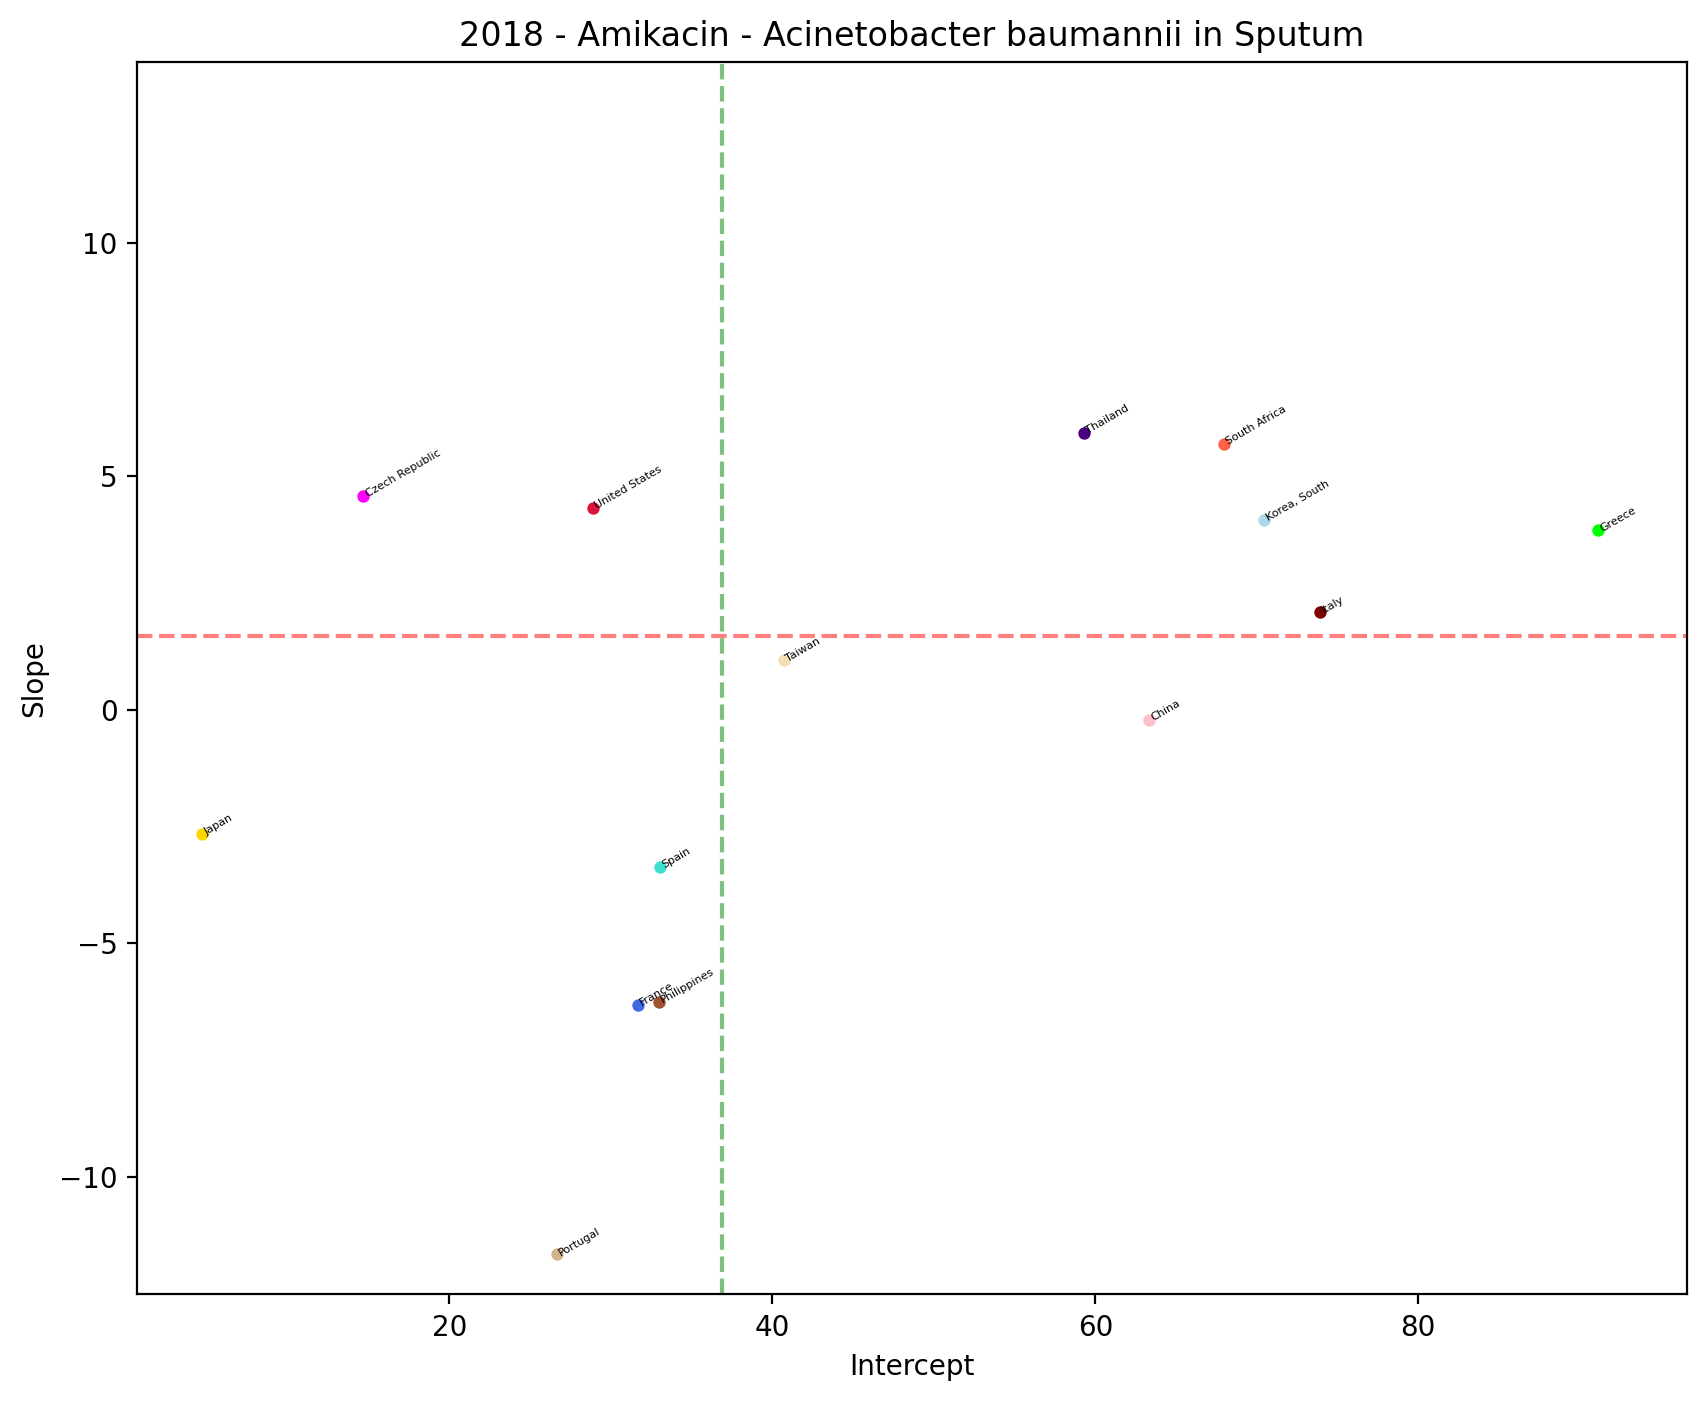 2018 - Amikacin - Acinetobacter baumannii in Sputum
10
5
0
−5
−10
Slope
Thailand
South Africa
Czech Republic
United States
Korea, South
Greece
Italy
Taiwan
China
Japan
Spain
France
Philippines
Portugal
20 40 60 80
Intercept